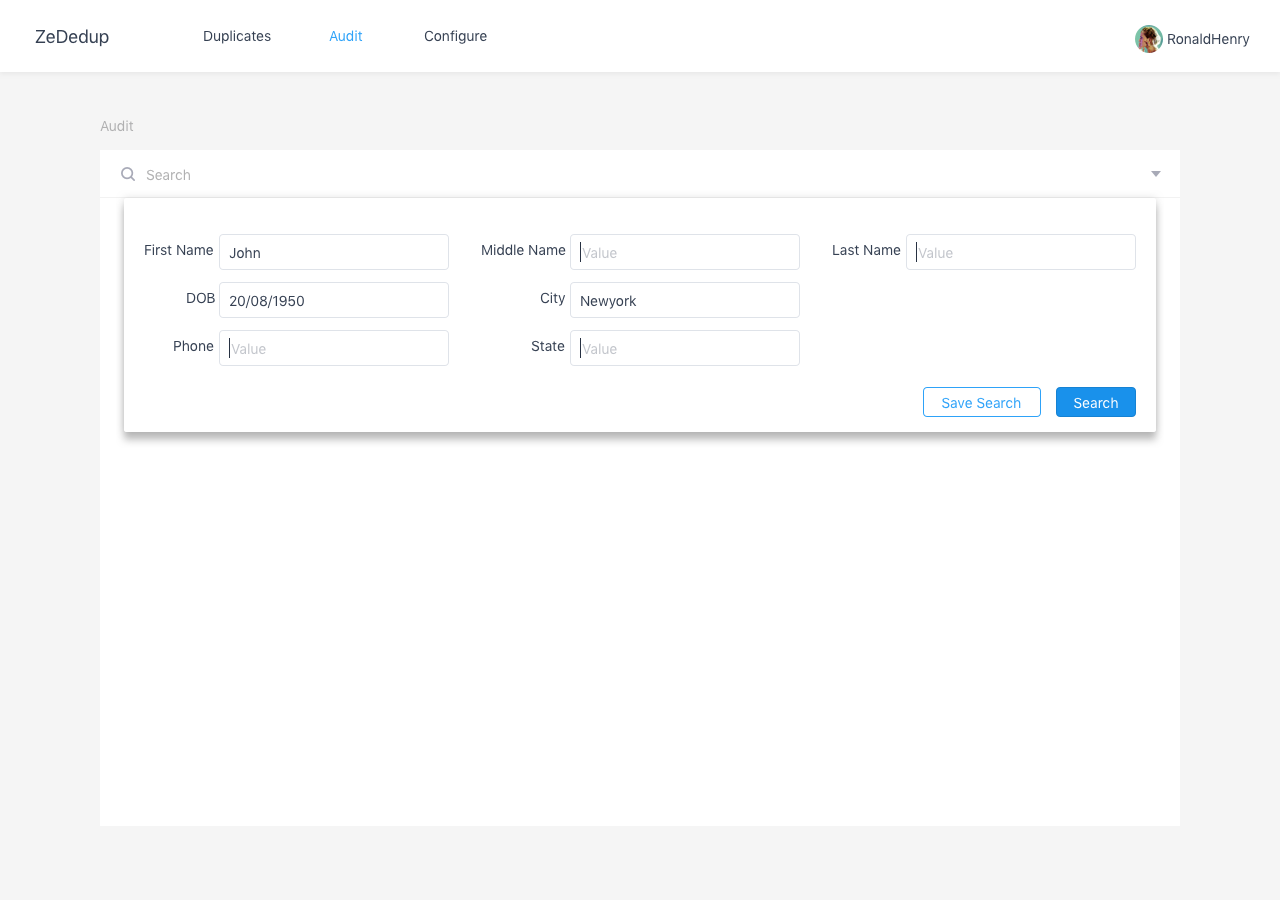 ZeDedup Duplicates Audit Configure RonaldHenry
Audit
Search
First Name John Middle Name Value Last Name Value
DOB 20/08/1950 City Newyork
Phone Value State Value
Save Search Search